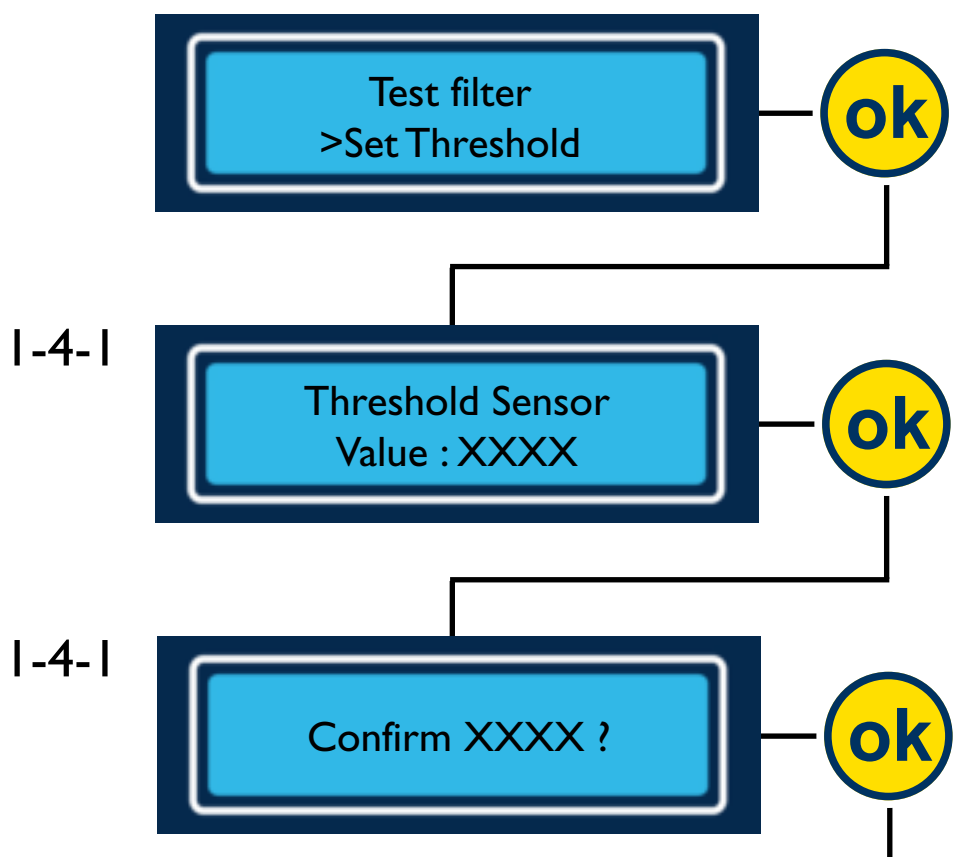 Test filter
>Set Threshold
ok
1-4-1
Threshold Sensor
Value : XXXX
ok
1-4-1
Confirm XXXX ?
ok